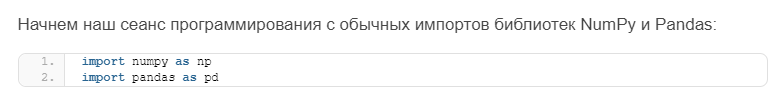 Начнем наш сеанс программирования с обычных импортов библиотек NumPy и Pandas:
1. import numpy as np
2. import pandas as pd